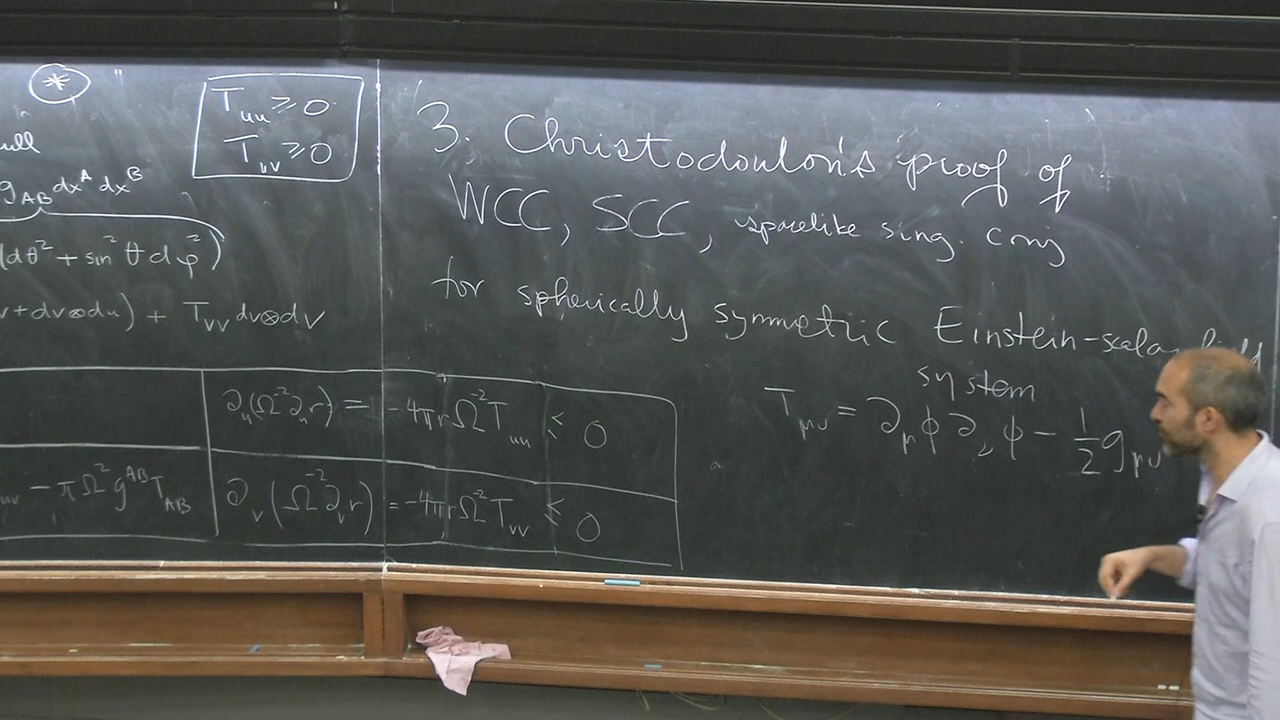 *
T_uu ≥ 0
T_vv ≥ 0
g_AB dx^A dx^B
(dθ² + sin²θ dφ²)
v + dv⊗du) + T_vv dv⊗dv
∂_u(Ω^-2 ∂_u r) = -4πrΩ^-2 T_uu ≤ 0
- πΩ² g^AB T_AB
∂_v(Ω^-2 ∂_v r) = -4πrΩ^-2 T_vv ≤ 0
3. Christodoulou's proof of
WCC, SCC, spacelike sing. conj
for spherically symmetric Einstein-scalar
system
T_μν = ∂_μ φ ∂_ν φ - 1/2 g_μν